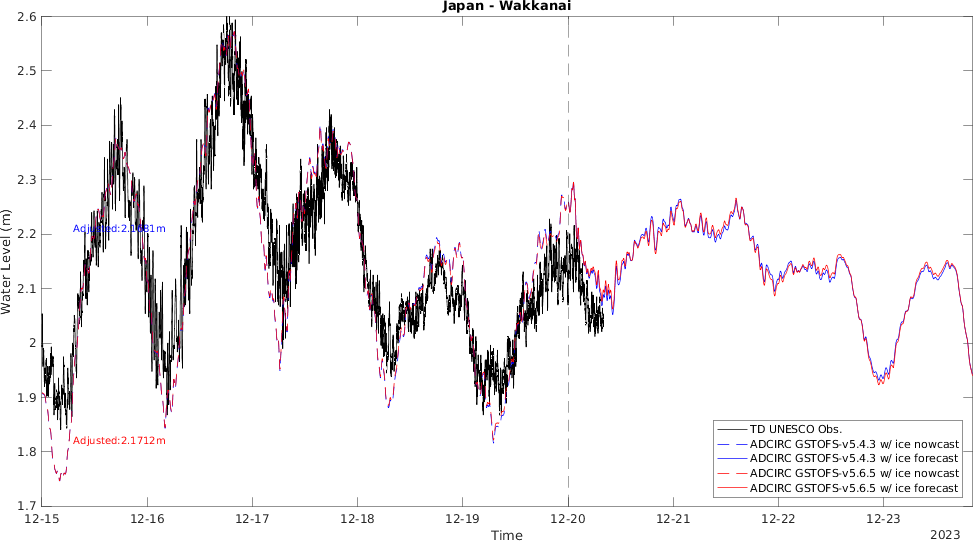 Japan - Wakkanai
Water Level (m)
2.6
2.5
2.4
2.3
2.2
2.1
2
1.9
1.8
1.7
Adjusted:2.1712m
TD UNESCO Obs.
ADCIRC GSTOFS-v5.4.3 w/ ice nowcast
ADCIRC GSTOFS-v5.4.3 w/ ice forecast
ADCIRC GSTOFS-v5.6.5 w/ ice nowcast
ADCIRC GSTOFS-v5.6.5 w/ ice forecast
12-15 12-16 12-17 12-18 12-19 12-20 12-21 12-22 12-23
Time
2023